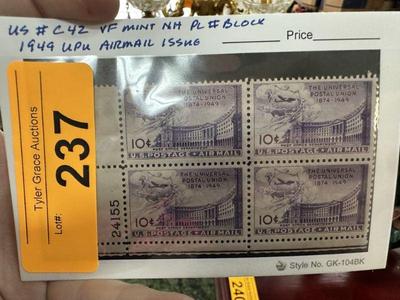 US # C42 VF MINT NH PL # BLOCK
1949 UPU AIRMAIL ISSUE
Price
Tyler Grace Auctions
Lot#:
237
THE UNIVERSAL
POSTAL UNION
1874-1949
10¢
U.S. POSTAGE - AIR MAIL
THE UNIVERSAL
POSTAL UNION
1874-1949
10¢
U.S. POSTAGE - AIR MAIL
THE UNIVERSAL
POSTAL UNION
1874-1949
10¢
U.S. POSTAGE - AIR MAIL
THE UNIVERSAL
POSTAL UNION
1874-1949
10¢
U.S. POSTAGE - AIR MAIL
24155
Style No. GK-104BK
240